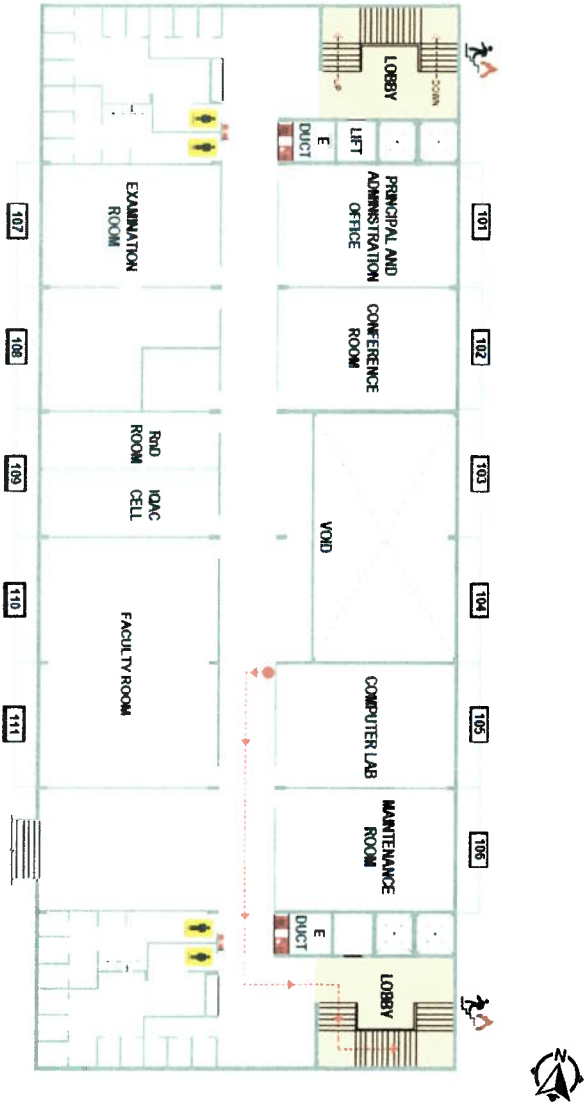 LOBBY
UP
DOWN
E
DUCT
LIFT
PRINCIPAL AND
ADMINISTRATION
OFFICE
101
CONFERENCE
ROOM
102
103
VOID
104
COMPUTER LAB
105
MAINTENANCE
ROOM
106
E
DUCT
LOBBY
EXAMINATION
ROOM
107
108
RnD
ROOM
109
IQAC
CELL
110
FACULTY ROOM
111
N